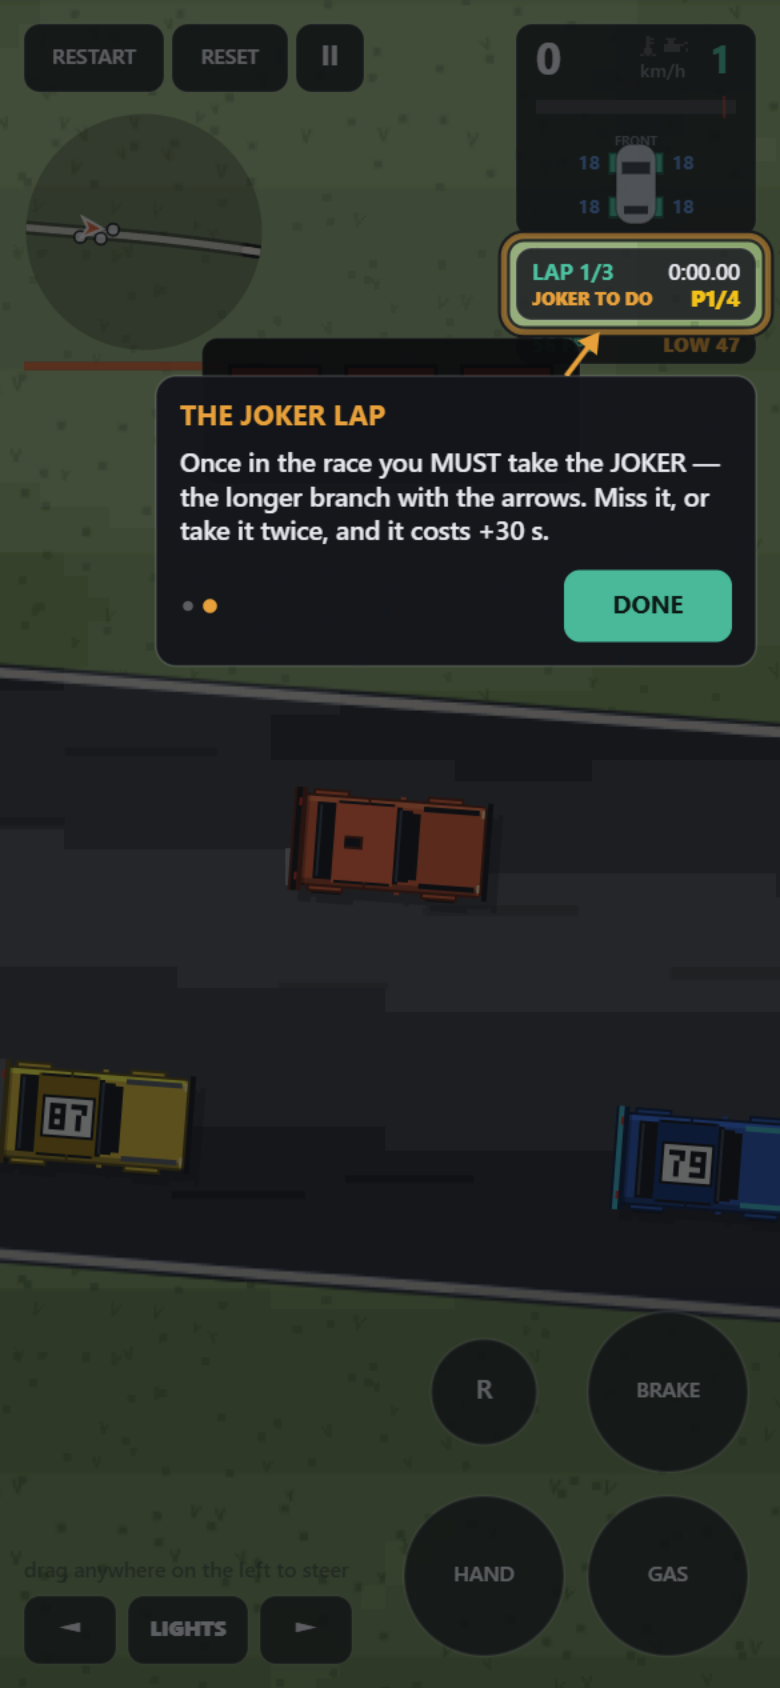 RESTART RESET
0 km/h 1
FRONT
18 18
18 18
LAP 1/3 0:00.00
JOKER TO DO P1/4
LOW 47
THE JOKER LAP
Once in the race you MUST take the JOKER —
the longer branch with the arrows. Miss it, or
take it twice, and it costs +30 s.
DONE
87
79
R
BRAKE
HAND
GAS
drag anywhere on the left to steer
LIGHTS